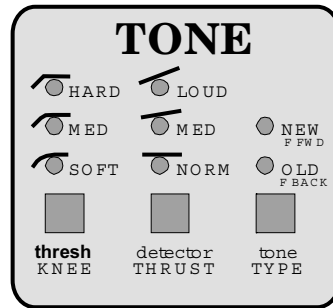 TONE
HARD LOUD
MED MED NEW
F FWD
SOFT NORM OLD
F BACK
thresh detector tone
KNEE THRUST TYPE